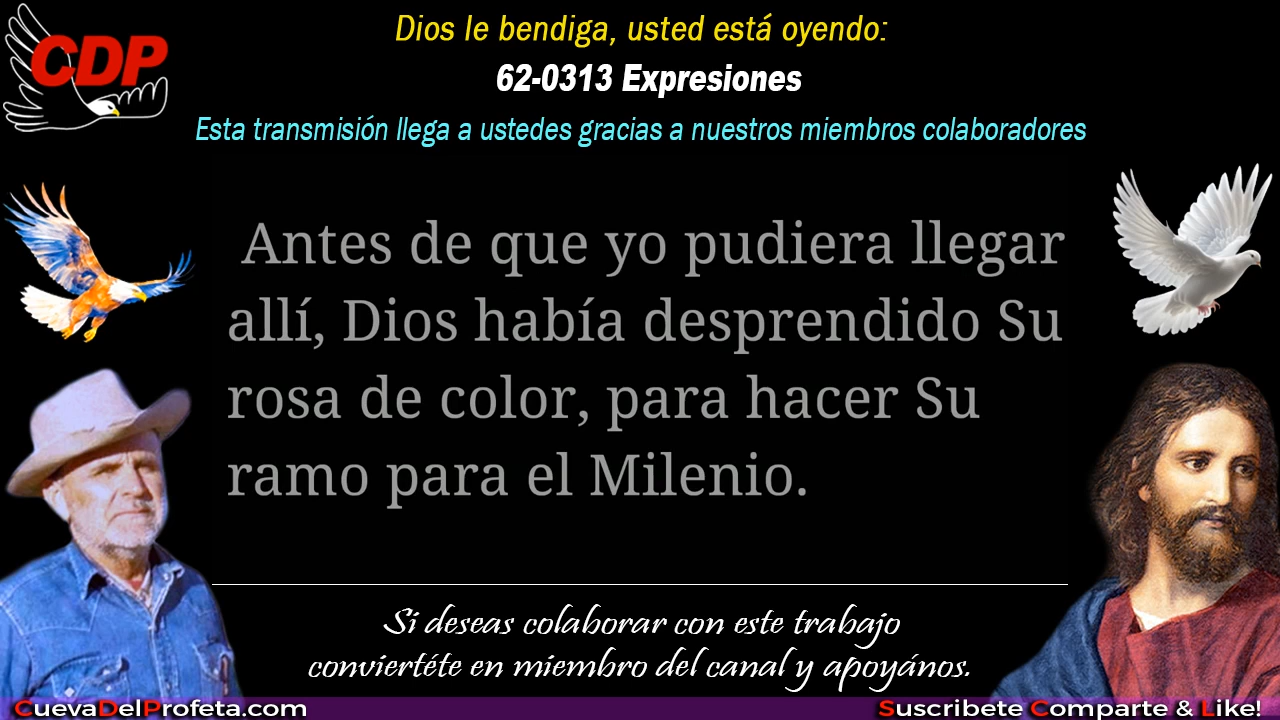 CDP
Dios le bendiga, usted está oyendo:
62-0313 Expresiones
Esta transmisión llega a ustedes gracias a nuestros miembros colaboradores
Antes de que yo pudiera llegar
allí, Dios había desprendido Su
rosa de color, para hacer Su
ramo para el Milenio.
Si deseas colaborar con este trabajo
conviertéte en miembro del canal y apoyános.
CuevaDelProfeta.com
Suscribete Comparte & Like!